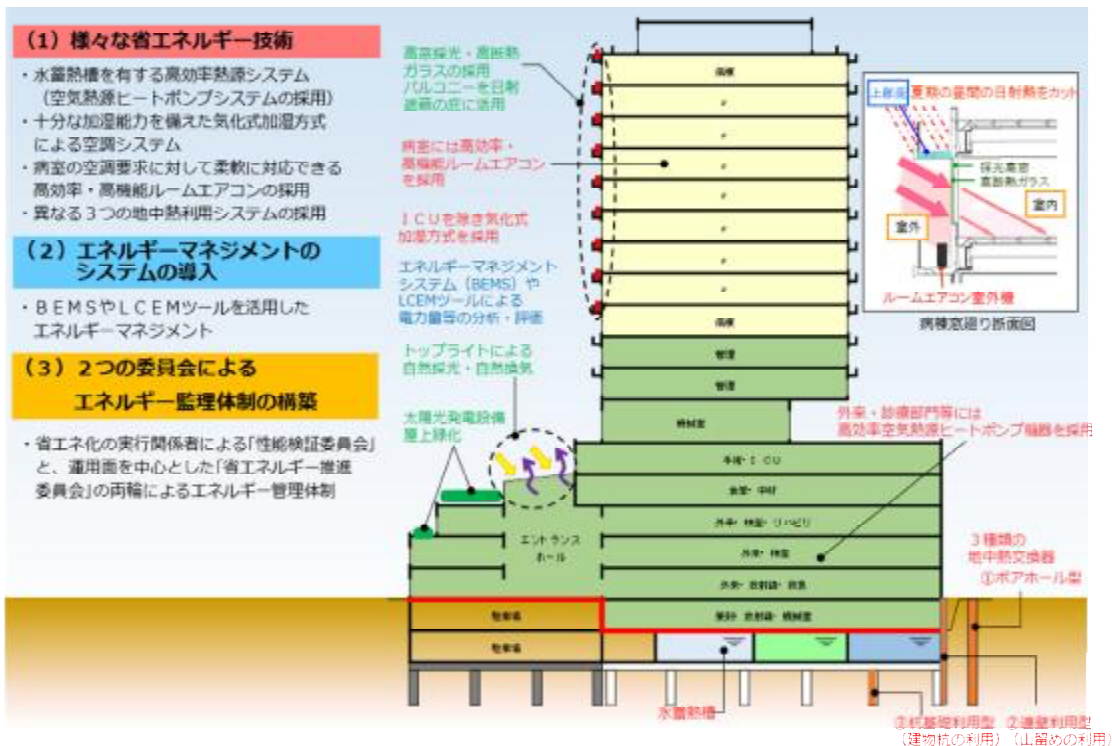 (1) 様々な省エネルギー技術
・水蓄熱槽を有する高効率熱源システム
（空気熱源ヒートポンプシステムの採用）
・十分な加湿能力を備えた気化式加湿方式
による空調システム
・病室の空調要求に対して柔軟に対応できる
高効率・高機能ルームエアコンの採用
・異なる３つの地中熱利用システムの採用
(2) エネルギーマネジメントの
システムの導入
・ＢＥＭＳやＬＣＥＭツールを活用した
エネルギーマネジメント
(3) ２つの委員会による
エネルギー監理体制の構築
・省エネ化の実行関係者による｢性能検証委員会｣
と、運用面を中心とした｢省エネルギー推進
委員会｣の両輪によるエネルギー管理体制
高窓採光・高断熱
ガラスの採用
バルコニーを日射
遮蔽の庇に活用
病室には高効率・
高機能ルームエアコン
を採用
ＩＣＵを除き気化式
加湿方式を採用
エネルギーマネジメント
システム（BEMS）や
LCEMツールによる
電力量等の分析・評価
トップライトによる
自然採光・自然換気
太陽光発電設備
屋上緑化
病棟
〃
〃
〃
〃
〃
〃
〃
病棟
管理
管理
機械室
手術・ＩＣＵ
外来・検査・リハビリ
外来・検査
外来・放射線・救急
エントランス
ホール
駐車場
駐車場
水蓄熱槽
上部庇
夏期の昼間の日射熱をカット
採光高窓
高断熱ガラス
室内
室外
ルームエアコン室外機
病棟窓廻り断面図
外来・診療部門等には
高効率空気熱源ヒートポンプ機器を採用
３種類の
地中熱交換器
①ボアホール型
③杭基礎利用型
（建物杭の利用）
②連壁利用型
（山留めの利用）